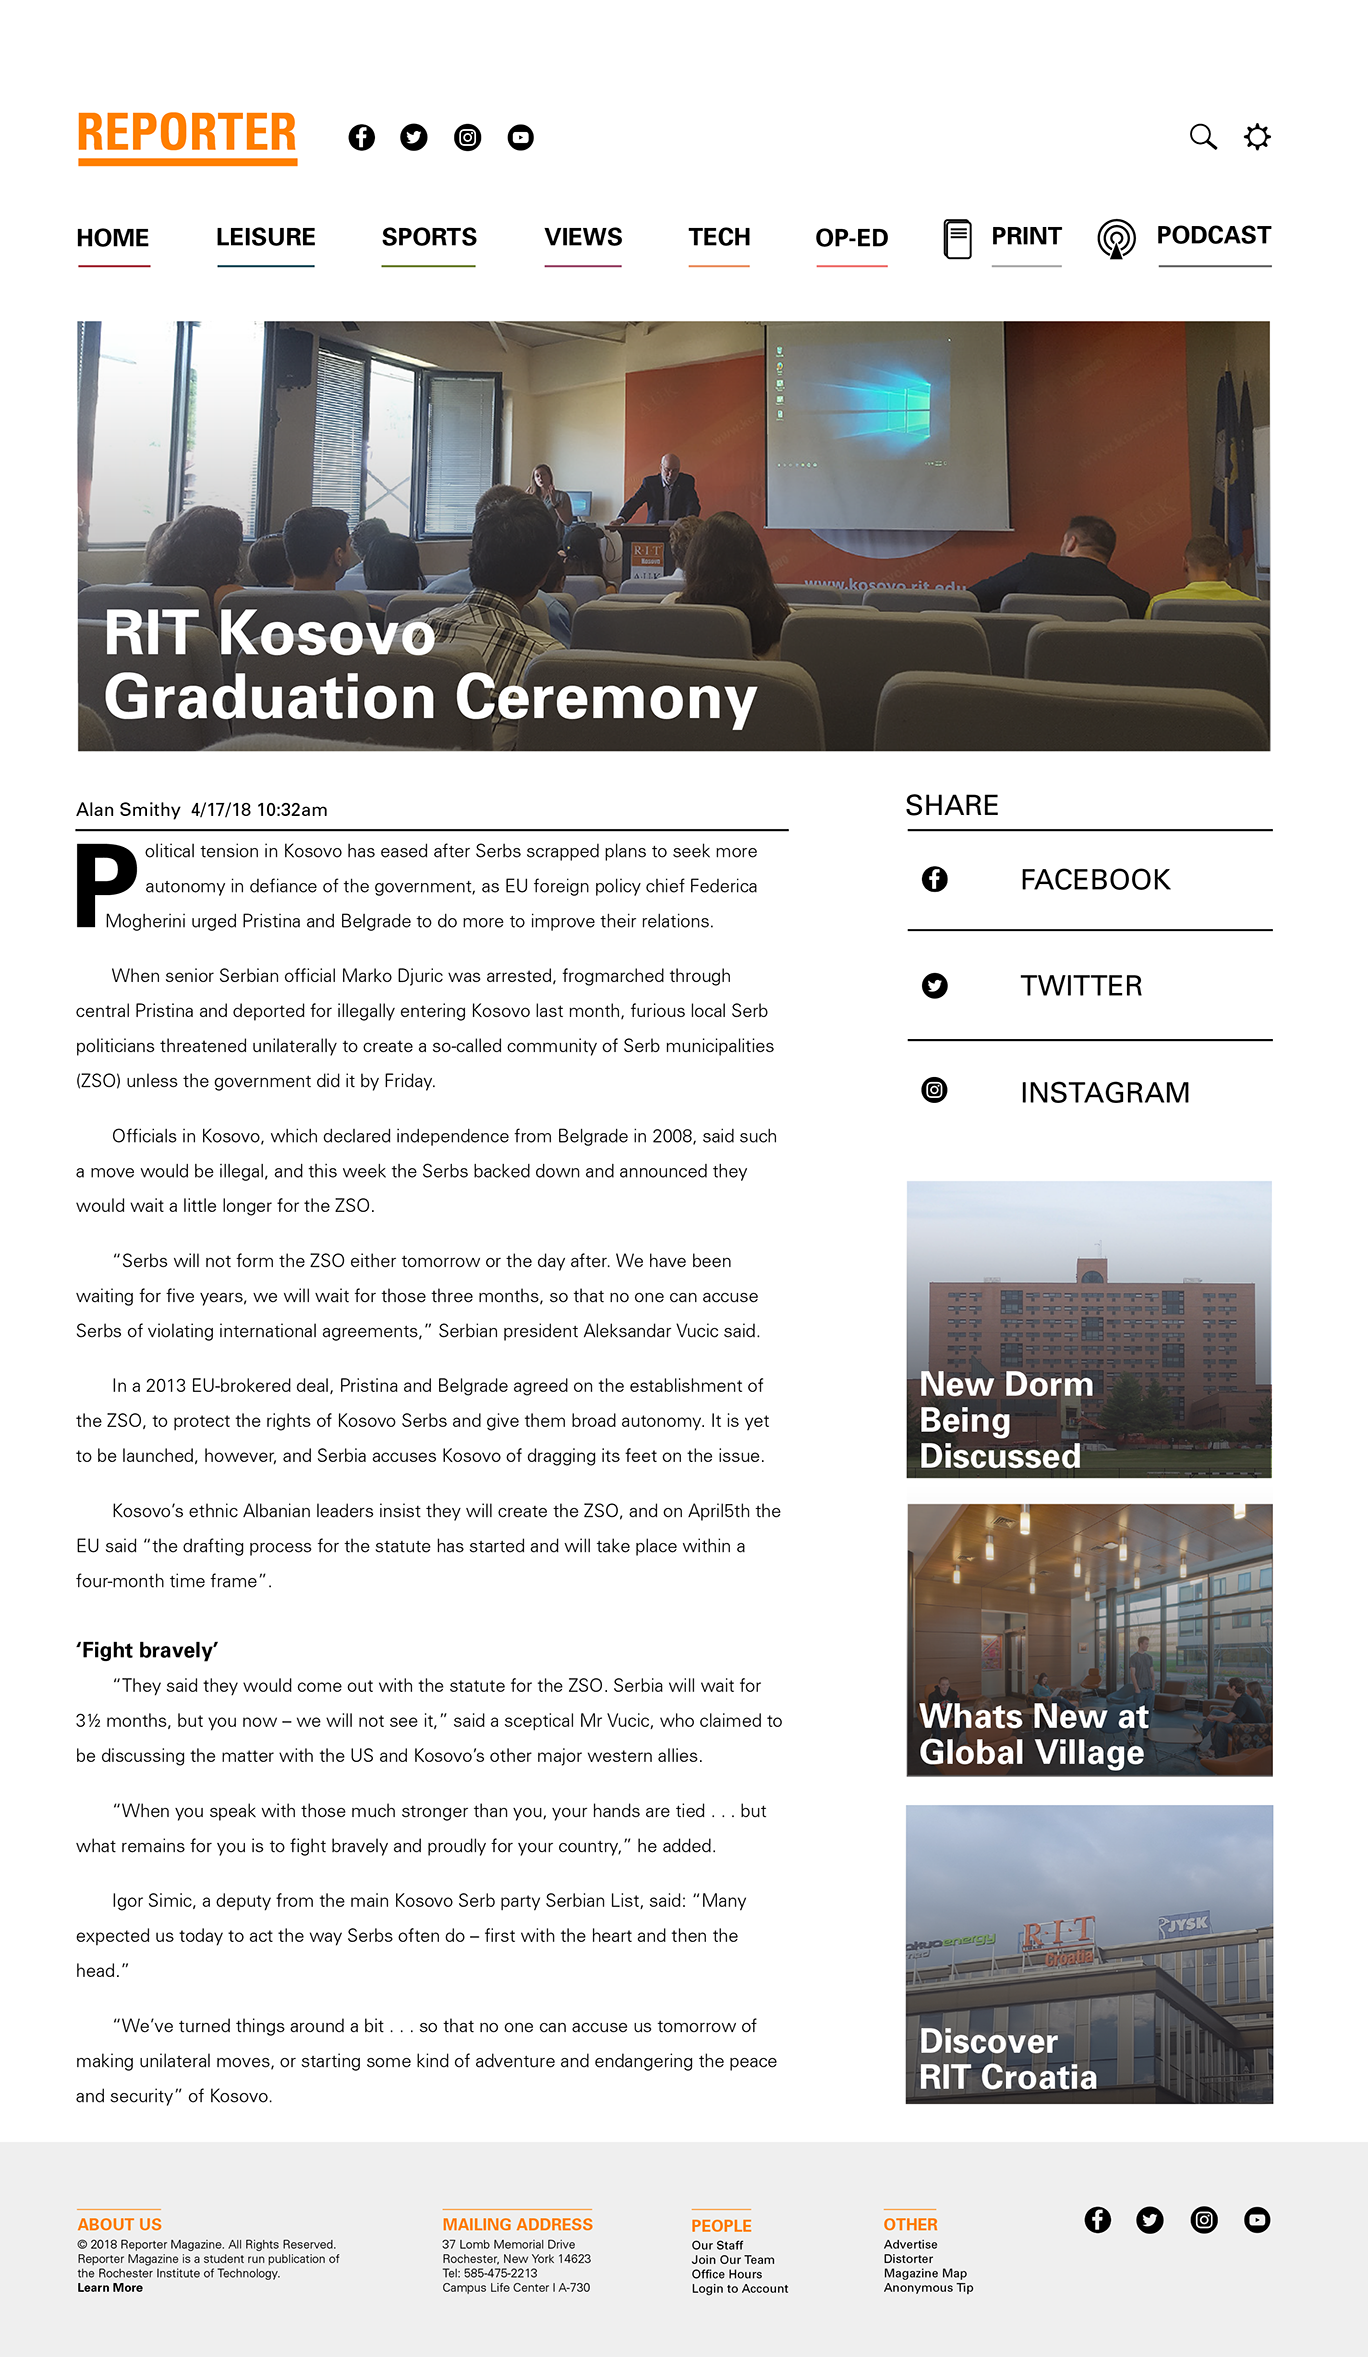 REPORTER
HOME LEISURE SPORTS VIEWS TECH OP-ED PRINT PODCAST
RIT
Kosovo
AUK
www.kosovo.rit.edu
RIT Kosovo
Graduation Ceremony
Alan Smithy 4/17/18 10:32am
Political tension in Kosovo has eased after Serbs scrapped plans to seek more
autonomy in defiance of the government, as EU foreign policy chief Federica
Mogherini urged Pristina and Belgrade to do more to improve their relations.
When senior Serbian official Marko Djuric was arrested, frogmarched through
central Pristina and deported for illegally entering Kosovo last month, furious local Serb
politicians threatened unilaterally to create a so-called community of Serb municipalities
(ZSO) unless the government did it by Friday.
Officials in Kosovo, which declared independence from Belgrade in 2008, said such
a move would be illegal, and this week the Serbs backed down and announced they
would wait a little longer for the ZSO.
“Serbs will not form the ZSO either tomorrow or the day after. We have been
waiting for five years, we will wait for those three months, so that no one can accuse
Serbs of violating international agreements,” Serbian president Aleksandar Vucic said.
In a 2013 EU-brokered deal, Pristina and Belgrade agreed on the establishment of
the ZSO, to protect the rights of Kosovo Serbs and give them broad autonomy. It is yet
to be launched, however, and Serbia accuses Kosovo of dragging its feet on the issue.
Kosovo’s ethnic Albanian leaders insist they will create the ZSO, and on April5th the
EU said “the drafting process for the statute has started and will take place within a
four-month time frame”.
‘Fight bravely’
“They said they would come out with the statute for the ZSO. Serbia will wait for
3½ months, but you now – we will not see it,” said a sceptical Mr Vucic, who claimed to
be discussing the matter with the US and Kosovo’s other major western allies.
“When you speak with those much stronger than you, your hands are tied . . . but
what remains for you is to fight bravely and proudly for your country,” he added.
Igor Simic, a deputy from the main Kosovo Serb party Serbian List, said: “Many
expected us today to act the way Serbs often do – first with the heart and then the
head.”
“We’ve turned things around a bit . . . so that no one can accuse us tomorrow of
making unilateral moves, or starting some kind of adventure and endangering the peace
and security” of Kosovo.
SHARE
FACEBOOK
TWITTER
INSTAGRAM
New Dorm
Being
Discussed
Whats New at
Global Village
energy
RIT
Croatia
JYSK
Discover
RIT Croatia
ABOUT US
© 2018 Reporter Magazine. All Rights Reserved.
Reporter Magazine is a student run publication of
the Rochester Institute of Technology.
Learn More
MAILING ADDRESS
37 Lomb Memorial Drive
Rochester, New York 14623
Tel: 585-475-2213
Campus Life Center I A-730
PEOPLE
Our Staff
Join Our Team
Office Hours
Login to Account
OTHER
Advertise
Distorter
Magazine Map
Anonymous Tip